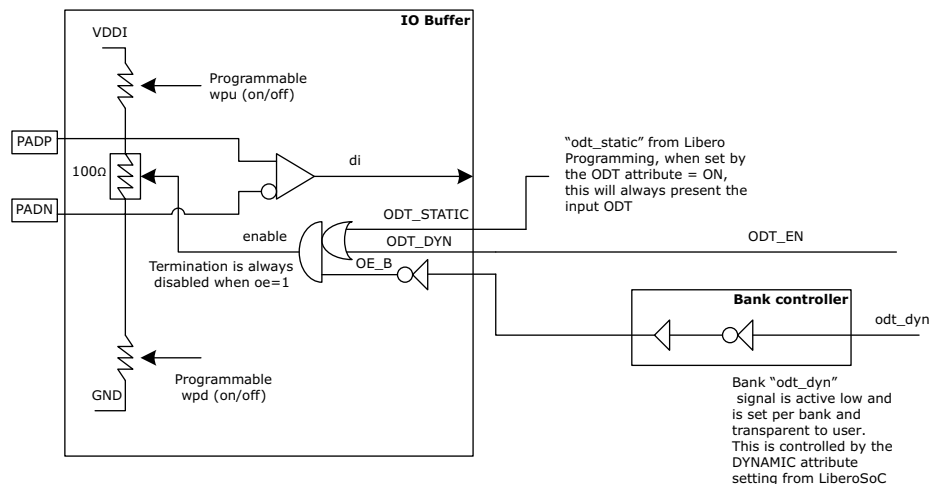 IO Buffer
VDDI
Programmable
wpu (on/off)
PADP
100Ω
di
PADN
"odt_static" from Libero
Programming, when set by
the ODT attribute = ON,
this will always present the
input ODT
ODT_STATIC
enable
ODT_DYN
ODT_EN
OE_B
Termination is always
disabled when oe=1
Bank controller
odt_dyn
Programmable
wpd (on/off)
GND
Bank “odt_dyn”
signal is active low and
is set per bank and
transparent to user.
This is controlled by the
DYNAMIC attribute
setting from LiberoSoC